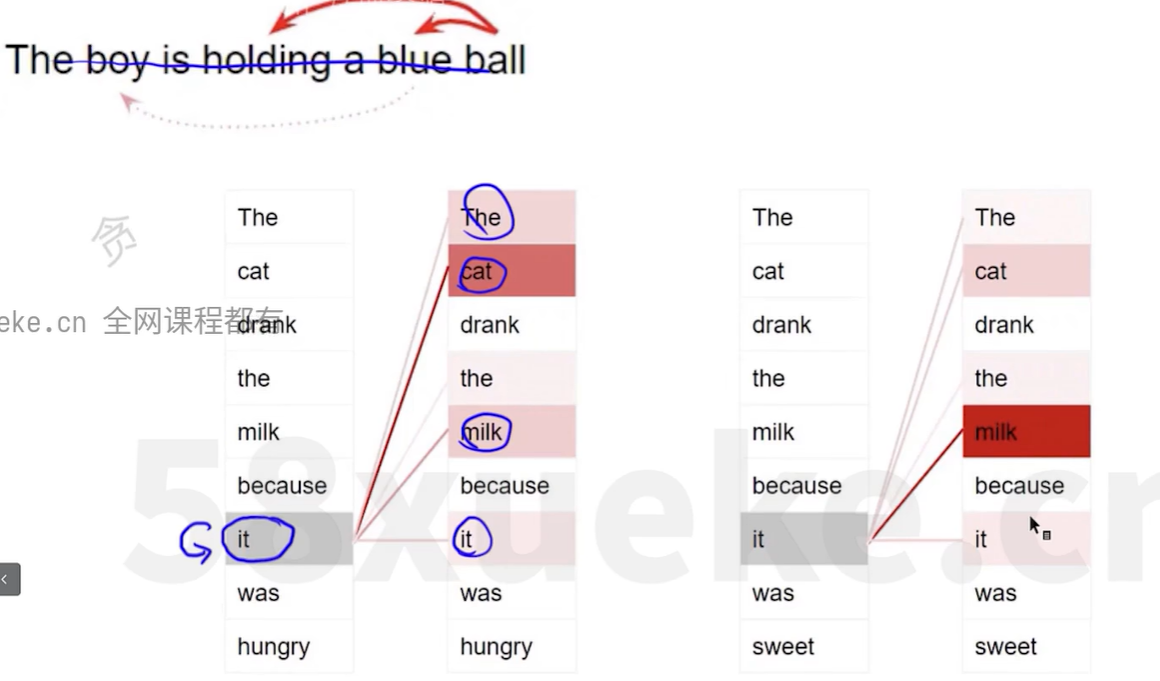 The boy is holding a blue ball
The The The The
cat cat cat cat
贪
eke.cn 全网课程都有
drank drank drank drank
the the the the
milk milk milk milk
58xueke.cn
because because because because
it it it it
was was was was
hungry hungry sweet sweet